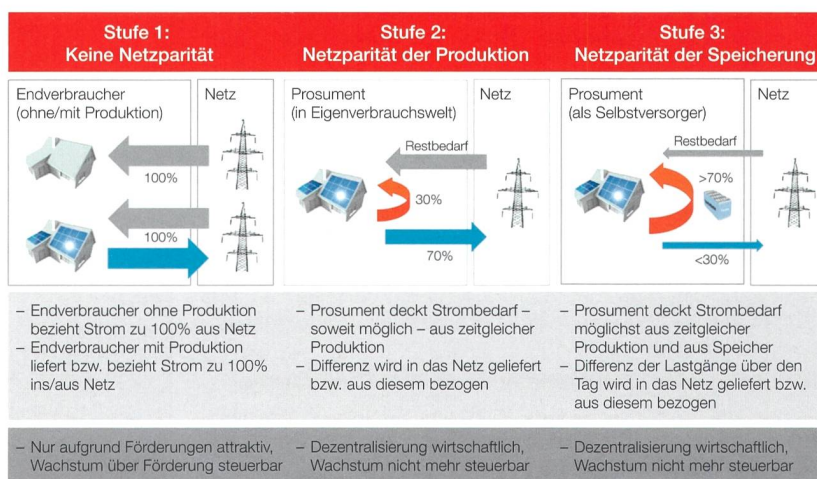 Stufe 1:
Keine Netzparität
Stufe 2:
Netzparität der Produktion
Stufe 3:
Netzparität der Speicherung
Endverbraucher
(ohne/mit Produktion)
Netz
100%
100%
Prosument
(in Eigenverbrauchswelt)
Netz
Restbedarf
30%
70%
Prosument
(als Selbstversorger)
Netz
Restbedarf
>70%
<30%
– Endverbraucher ohne Produktion
bezieht Strom zu 100% aus Netz
– Endverbraucher mit Produktion
liefert bzw. bezieht Strom zu 100%
ins/aus Netz
– Prosument deckt Strombedarf –
soweit möglich – aus zeitgleicher
Produktion
– Differenz wird in das Netz geliefert
bzw. aus diesem bezogen
– Prosument deckt Strombedarf
möglichst aus zeitgleicher
Produktion und aus Speicher
– Differenz der Lastgänge über den
Tag wird in das Netz geliefert bzw.
aus diesem bezogen
– Nur aufgrund Förderungen attraktiv,
Wachstum über Förderung steuerbar
– Dezentralisierung wirtschaftlich,
Wachstum nicht mehr steuerbar
– Dezentralisierung wirtschaftlich,
Wachstum nicht mehr steuerbar